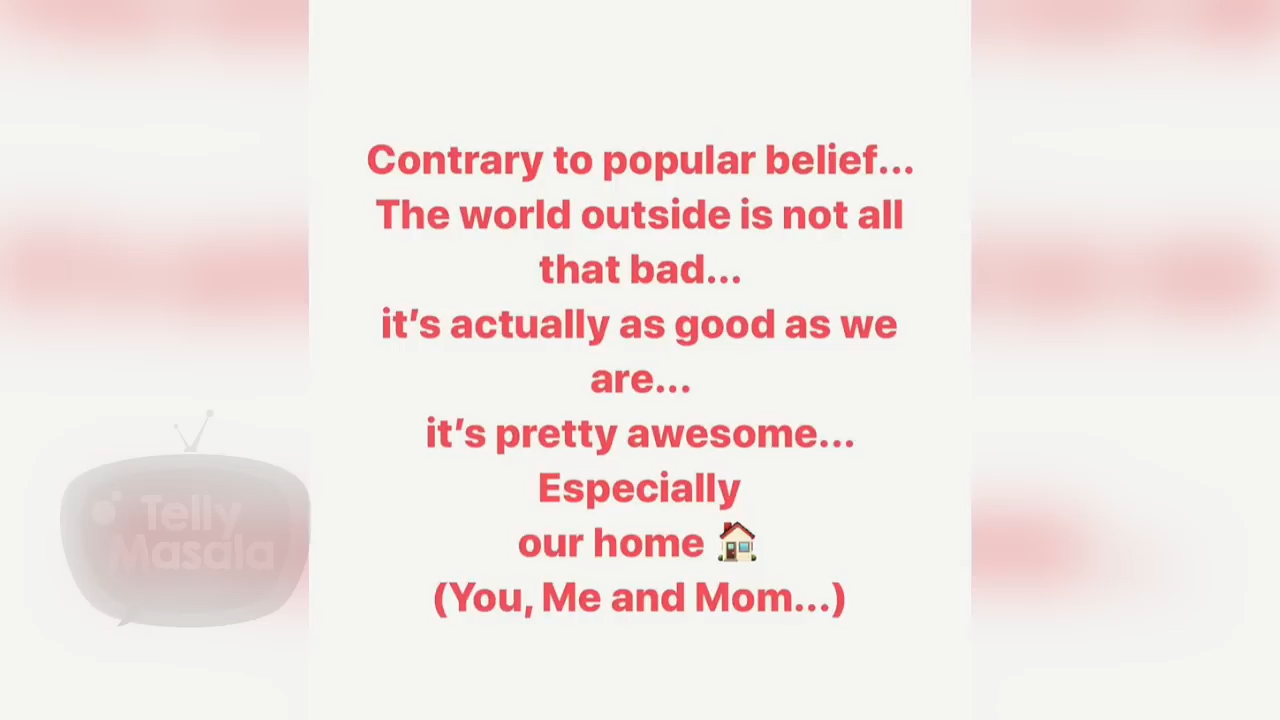 Contrary to popular belief...
The world outside is not all
that bad...
it's actually as good as we
are...
it's pretty awesome...
Especially
our home 🏠
(You, Me and Mom...)
Telly
Masala